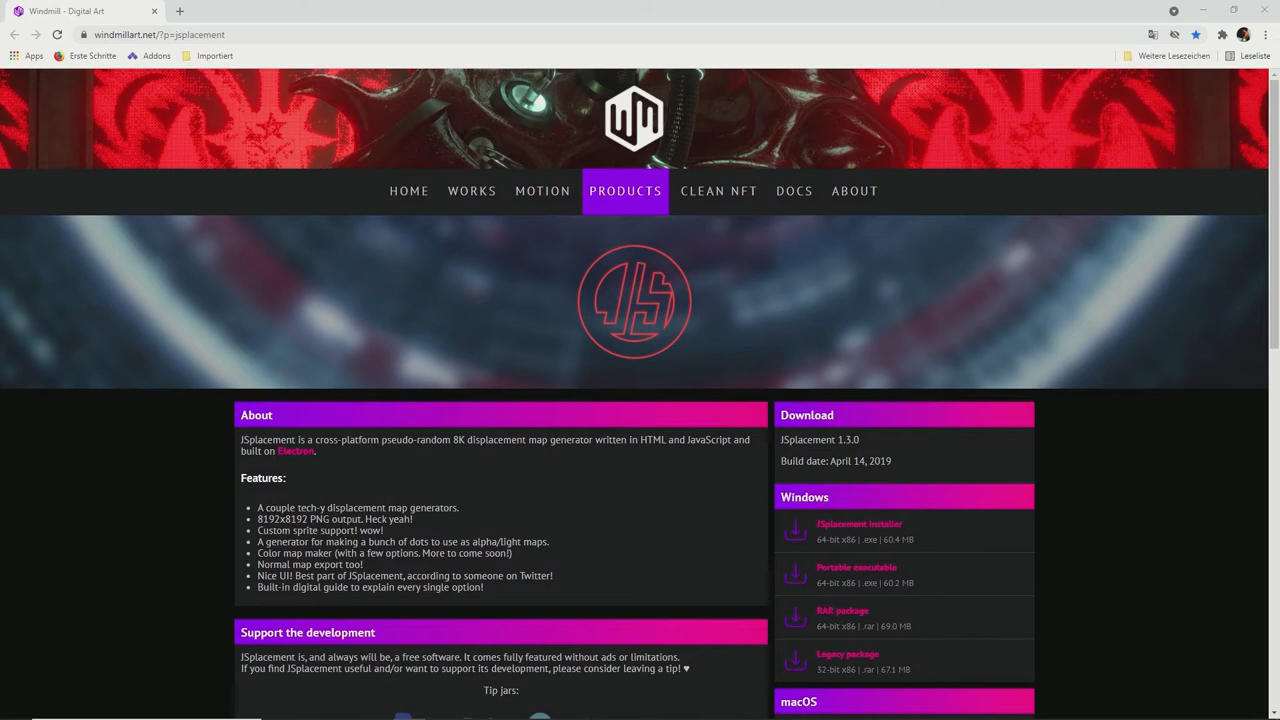 Windmill - Digital Art
windmillart.net/?p=jsplacement
Apps
Erste Schritte
Addons
Importiert
Weitere Lesezeichen
Leseliste
WM
HOME
WORKS
MOTION
PRODUCTS
CLEAN NFT
DOCS
ABOUT
JS
About
JSplacement is a cross-platform pseudo-random 8K displacement map generator written in HTML and JavaScript and
built on Electron.
Features:
A couple tech-y displacement map generators.
8192x8192 PNG output. Heck yeah!
Custom sprite support! wow!
A generator for making a bunch of dots to use as alpha/light maps.
Color map maker (with a few options. More to come soon!)
Normal map export too!
Nice UI! Best part of JSplacement, according to someone on Twitter!
Built-in digital guide to explain every single option!
Support the development
JSplacement is, and always will be, a free software. It comes fully featured without ads or limitations.
If you find JSplacement useful and/or want to support its development, please consider leaving a tip! ♥
Tip jars:
Download
JSplacement 1.3.0
Build date: April 14, 2019
Windows
JSplacement installer
64-bit x86 | .exe | 60.4 MB
Portable executable
64-bit x86 | .exe | 60.2 MB
RAR package
64-bit x86 | .rar | 69.0 MB
Legacy package
32-bit x86 | .rar | 67.1 MB
macOS